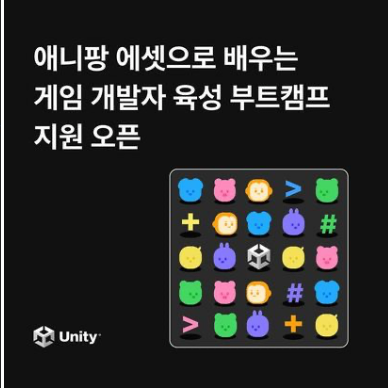 애니팡 에셋으로 배우는
게임 개발자 육성 부트캠프
지원 오픈
>
+ #
#
> +
Unity